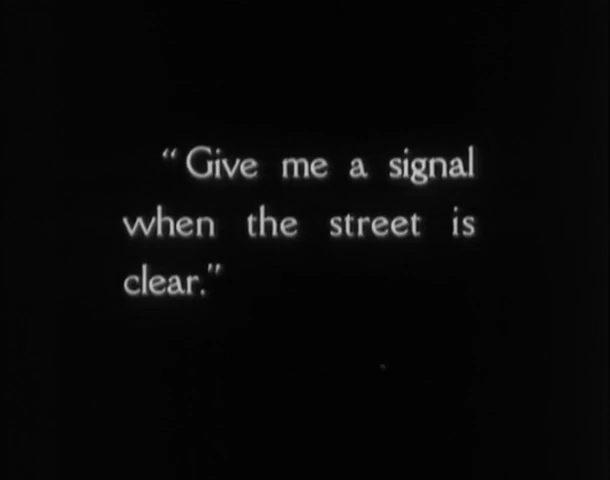 “Give me a signal
when the street is
clear.”